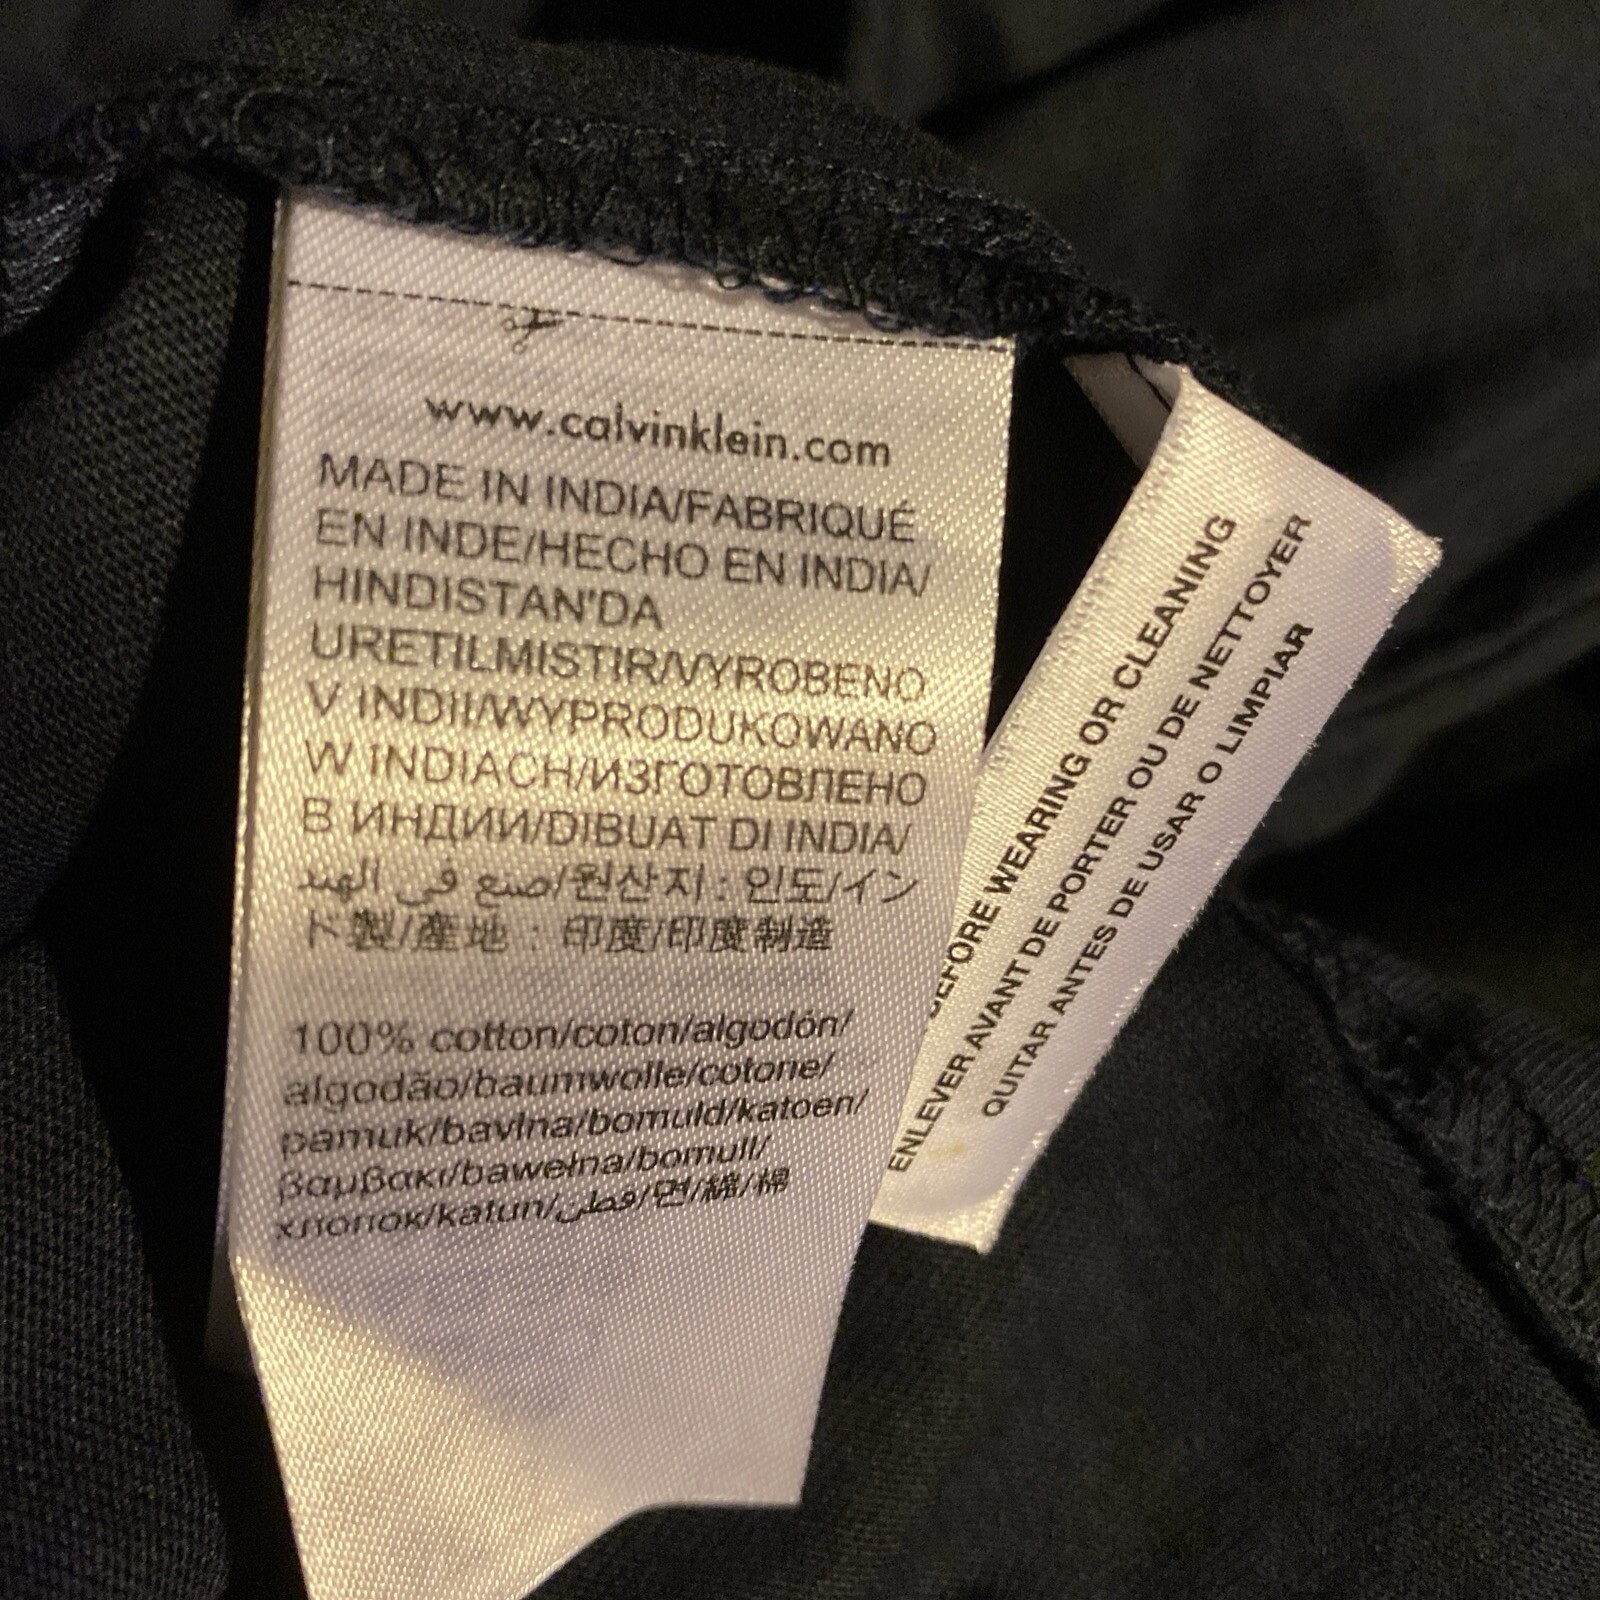 www.calvinklein.com
MADE IN INDIA/FABRIQUÉ
EN INDE/HECHO EN INDIA/
HINDISTAN'DA
URETILMISTIR/VYROBENO
V INDII/WYPRODUKOWANO
W INDIACH/ИЗГОТОВЛЕНО
В ИНДИИ/DIBUAT DI INDIA/
صنع في الهند/원산지 : 인도/イン
ド製/產地 : 印度/印度制造
100% cotton/coton/algodón/
algodão/baumwolle/cotone/
pamuk/bavlna/bomuld/katoen/
βαμβακι/bawełna/bomull/
хлопок/katun/قطن/면/綿/棉
BEFORE WEARING OR CLEANING
ENLEVER AVANT DE PORTER OU DE NETTOYER
QUITAR ANTES DE USAR O LIMPIAR